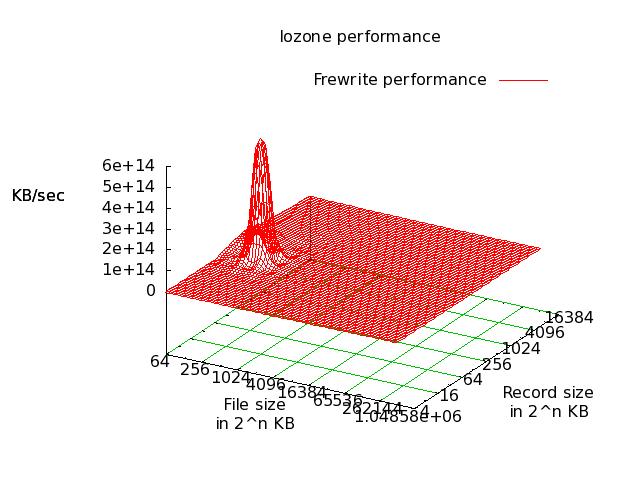 Iozone performance
Frewrite performance
KB/sec
6e+14
5e+14
4e+14
3e+14
2e+14
1e+14
0
64
256
1024
4096
16384
65536
262144
1.04858e+06
File size
in 2^n KB
4
16
64
256
1024
4096
16384
Record size
in 2^n KB